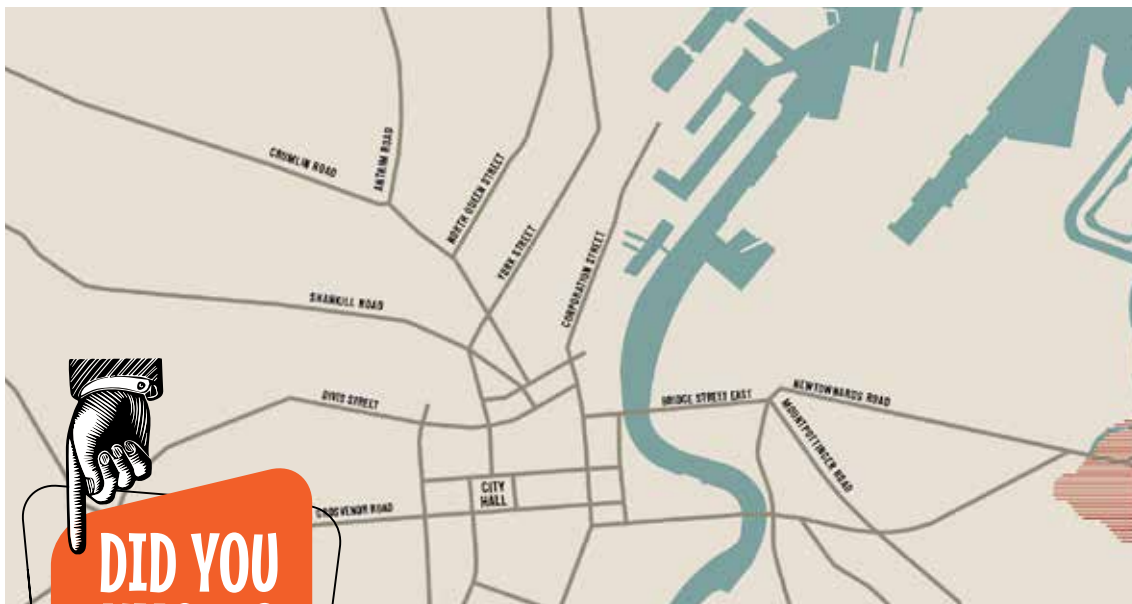 CRUMLIN ROAD
ANTRIM ROAD
NORTH QUEEN STREET
YORK STREET
CORPORATION STREET
SHANKILL ROAD
DIVIS STREET
BRIDGE STREET EAST
NEWTOWNARDS ROAD
MOUNTPOTTINGER ROAD
CITY
HALL
GROSVENOR ROAD
DID YOU